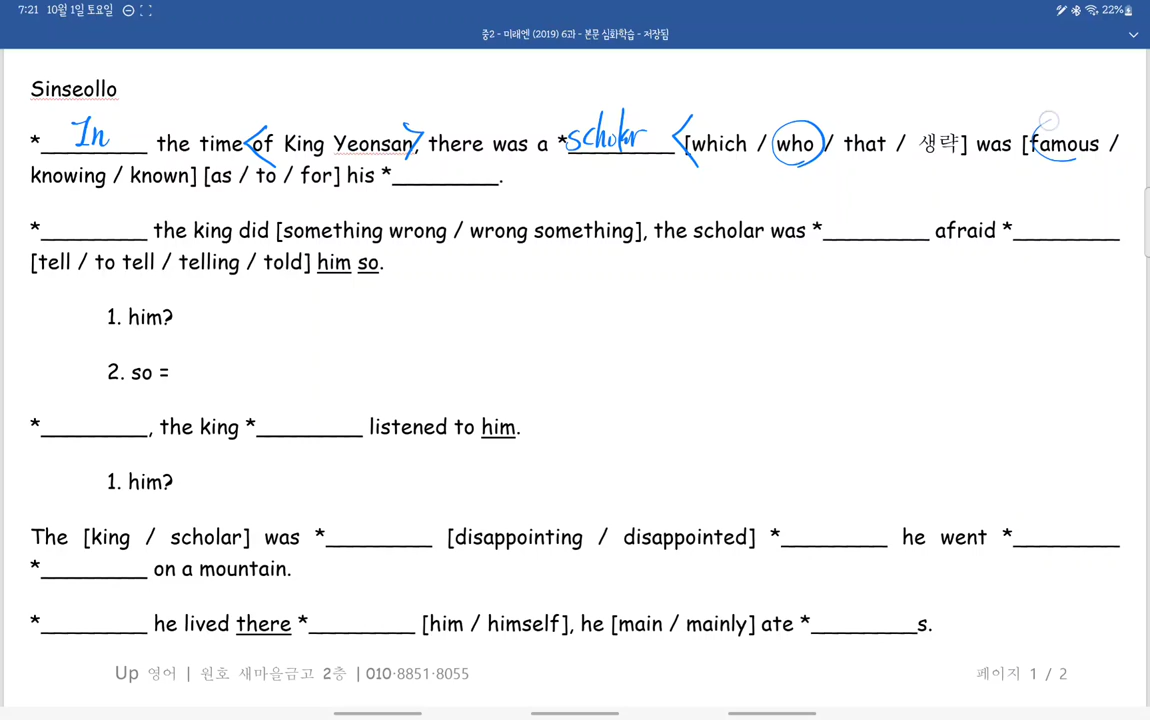 7:21 10월 1일 토요일 22%
중2 - 미래엔 (2019) 6과 - 본문 심화학습 - 저장됨
Sinseollo
*In the time <of King Yeonsan>, there was a *scholar <[which / who / that / 생략] was [famous /
knowing / known] [as / to / for] his *_________.
*_________ the king did [something wrong / wrong something], the scholar was *_________ afraid *_________
[tell / to tell / telling / told] him so.
1. him?
2. so =
*_________, the king *_________ listened to him.
1. him?
The [king / scholar] was *_________ [disappointing / disappointed] *_________ he went *_________
*_________ on a mountain.
*_________ he lived there *_________ [him / himself], he [main / mainly] ate *_________s.
Up 영어 | 원호 새마을금고 2층 | 010·8851·8055 페이지 1 / 2